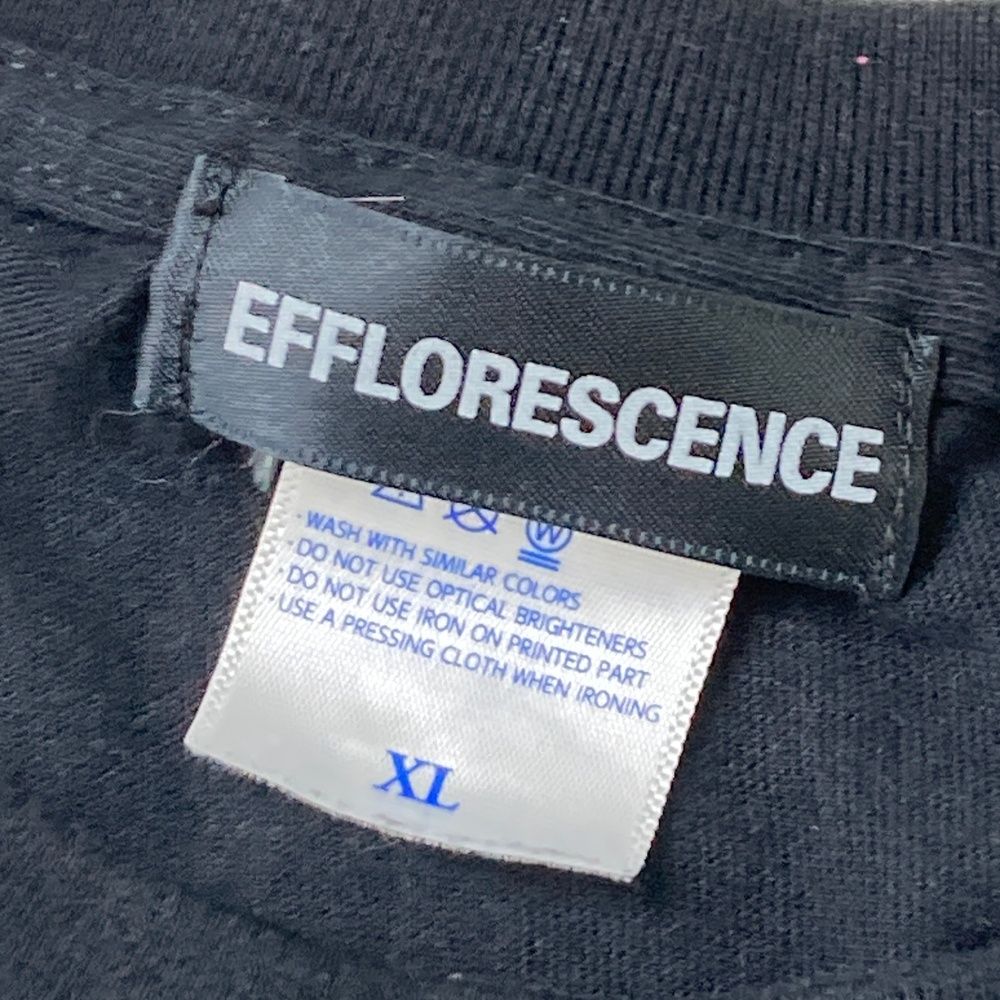 EFFLORESCENCE
W
· WASH WITH SIMILAR COLORS
· DO NOT USE OPTICAL BRIGHTENERS
· DO NOT USE IRON ON PRINTED PART
· USE A PRESSING CLOTH WHEN IRONING
XL